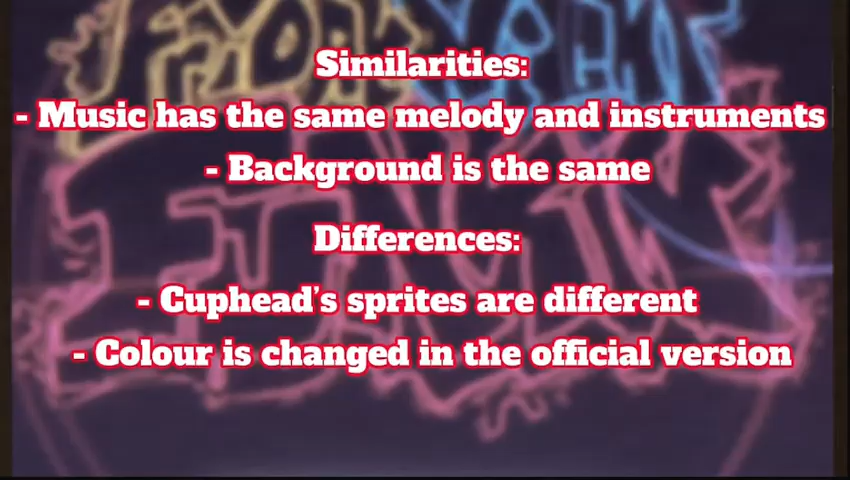 Similarities:
- Music has the same melody and instruments
- Background is the same
Differences:
- Cuphead's sprites are different
- Colour is changed in the official version